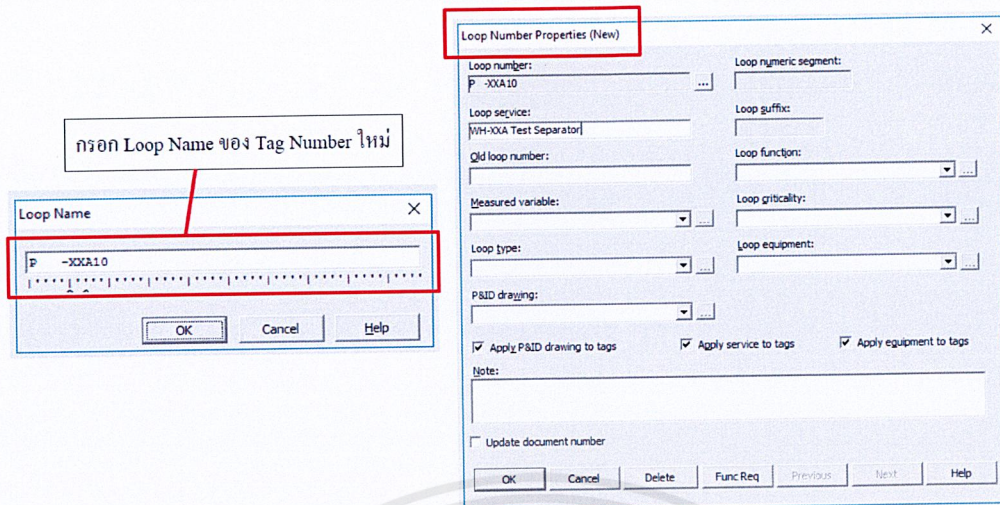 กรอก Loop Name ของ Tag Number ใหม่
Loop Name
P   -XXA10
OK
Cancel
Help
Loop Number Properties (New)
Loop number:
P   -XXA10
...
Loop numeric segment:
Loop service:
WH-XXA Test Separator
Loop suffix:
Old loop number:
Loop function:
...
Measured variable:
...
Loop criticality:
...
Loop type:
...
Loop equipment:
...
P&ID drawing:
...
Apply P&ID drawing to tags
Apply service to tags
Apply equipment to tags
Note:
Update document number
OK
Cancel
Delete
Func Req
Previous
Next
Help